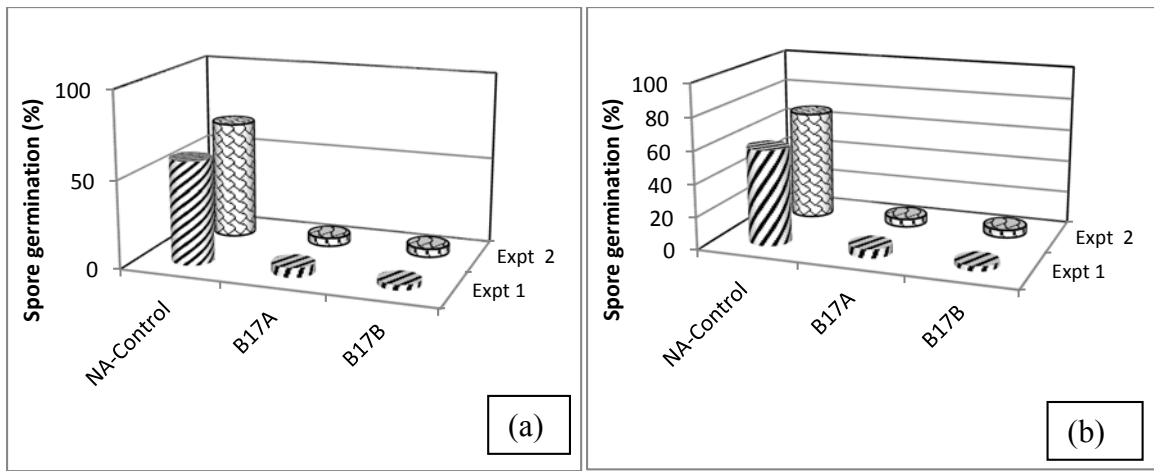 Spore germination (%)
100
50
0
NA-Control
B17A
B17B
Expt 1
Expt 2
(a)
Spore germination (%)
100
80
60
40
20
0
NA-Control
B17A
B17B
Expt 1
Expt 2
(b)